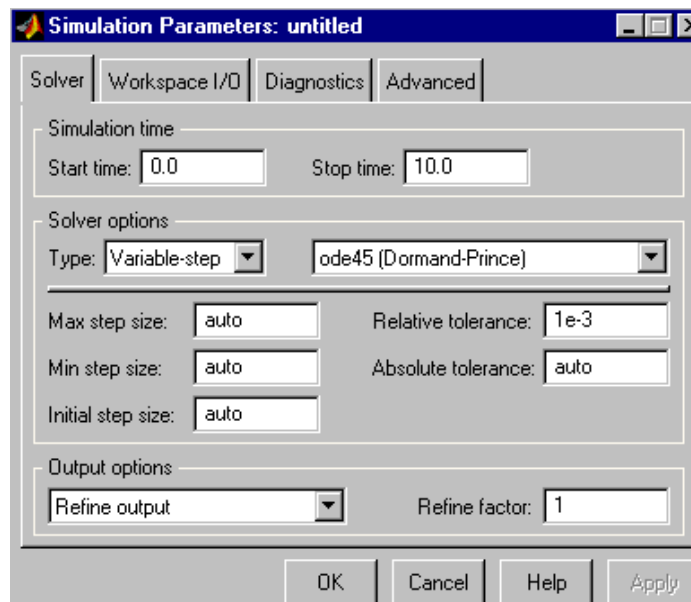 Simulation Parameters: untitled
Solver Workspace I/O Diagnostics Advanced
Simulation time
Start time: 0.0 Stop time: 10.0
Solver options
Type: Variable-step ode45 (Dormand-Prince)
Max step size: auto Relative tolerance: 1e-3
Min step size: auto Absolute tolerance: auto
Initial step size: auto
Output options
Refine output Refine factor: 1
OK Cancel Help Apply